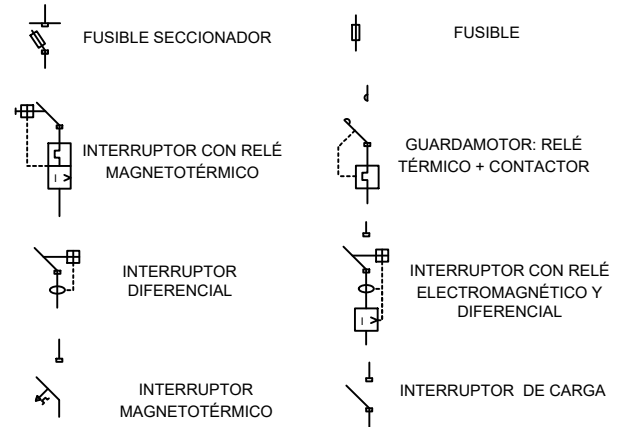 FUSIBLE SECCIONADOR
FUSIBLE
INTERRUPTOR CON RELÉ
MAGNETOTÉRMICO
GUARDAMOTOR: RELÉ
TÉRMICO + CONTACTOR
INTERRUPTOR
DIFERENCIAL
INTERRUPTOR CON RELÉ
ELECTROMAGNÉTICO Y
DIFERENCIAL
INTERRUPTOR
MAGNETOTÉRMICO
INTERRUPTOR DE CARGA